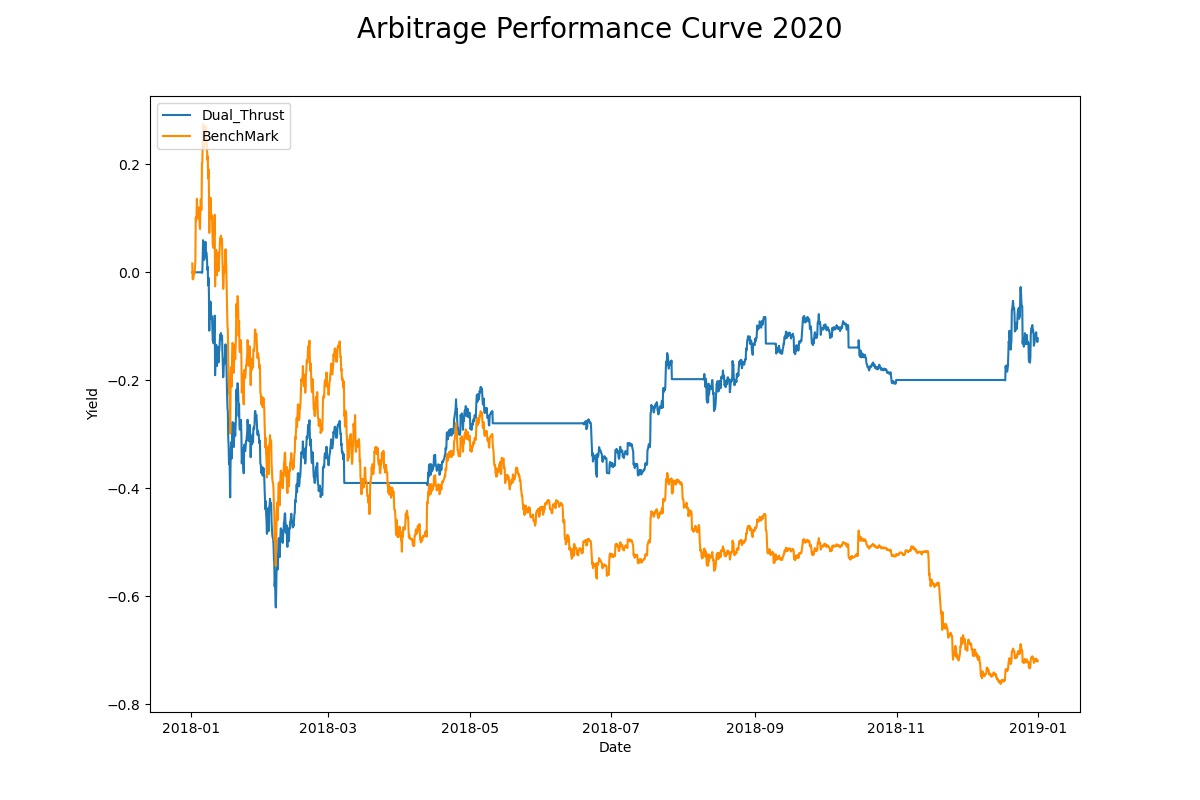 Arbitrage Performance Curve 2020
Dual_Thrust
BenchMark
0.2
0.0
−0.2
−0.4
−0.6
−0.8
Yield
2018-01 2018-03 2018-05 2018-07 2018-09 2018-11 2019-01
Date